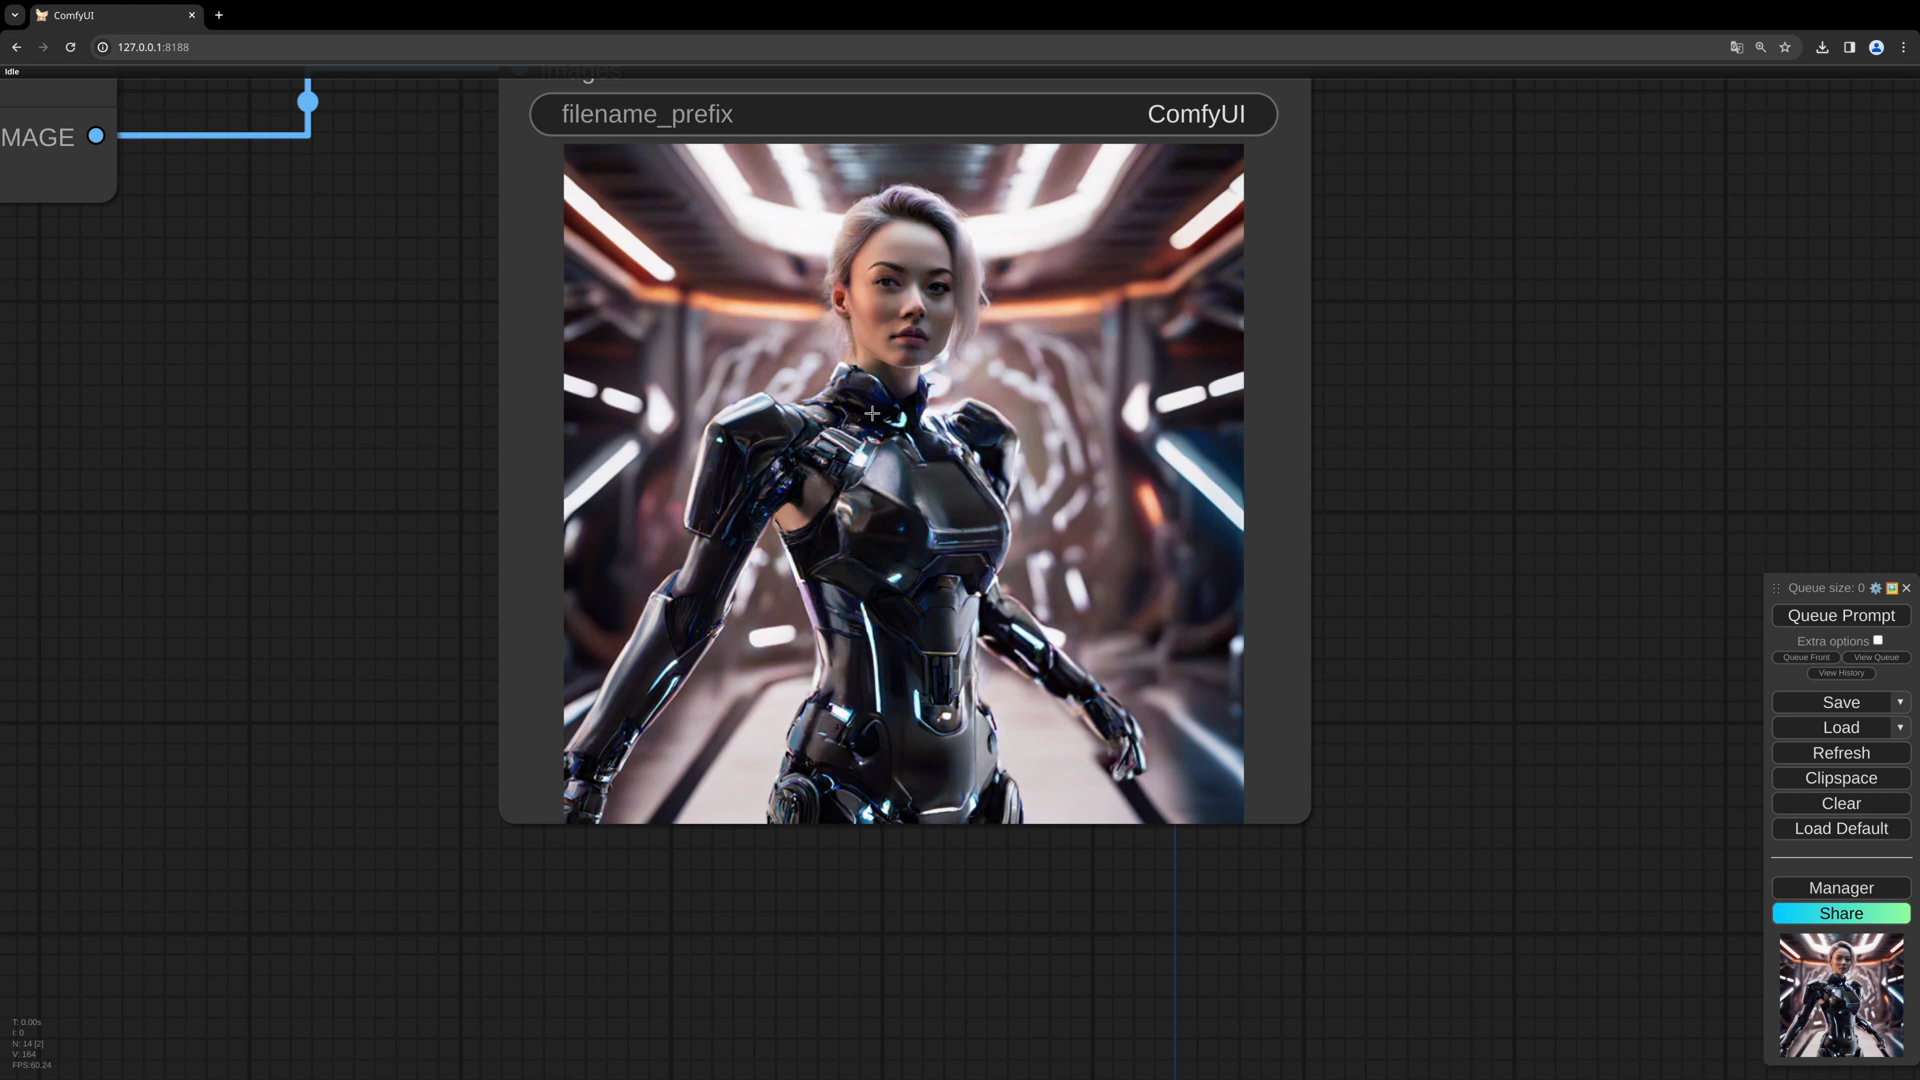 ComfyUI
127.0.0.1:8188
Idle
images
filename_prefix ComfyUI
MAGE
Queue size: 0
Queue Prompt
Extra options
Queue Front View Queue
View History
Save
Load
Refresh
Clipspace
Clear
Load Default
Manager
Share
T: 0.00s
I: 0
N: 14 [2]
V: 164
FPS:60.24